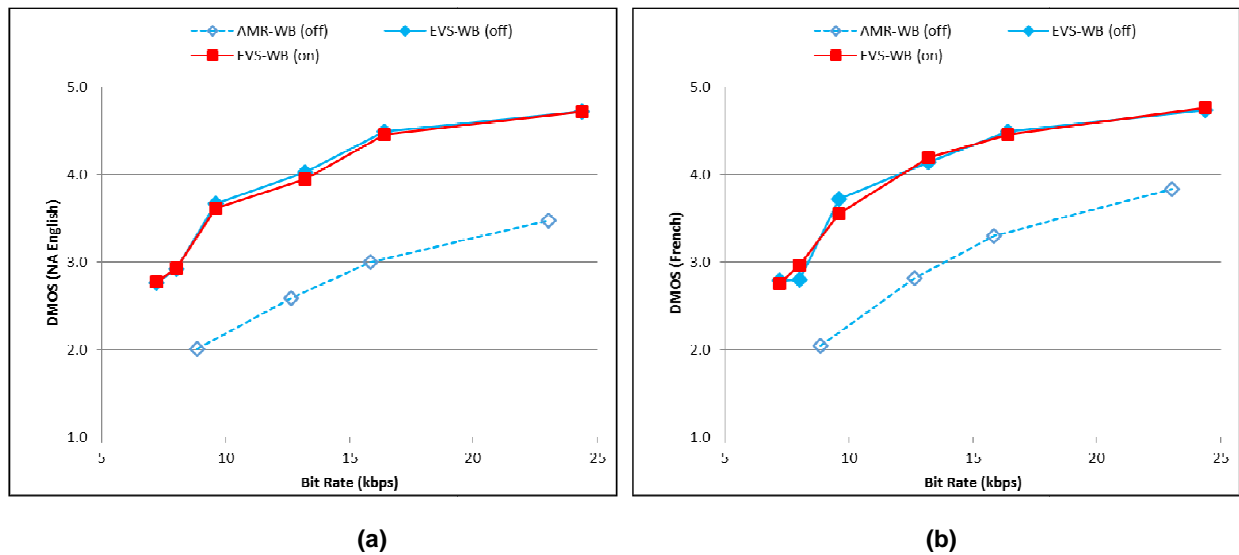 AMR-WB (off)
EVS-WB (off)
EVS-WB (on)
5.0
4.0
3.0
2.0
1.0
DMOS (NA English)
5
10
15
20
25
Bit Rate (kbps)
(a)
AMR-WB (off)
EVS-WB (off)
EVS-WB (on)
5.0
4.0
3.0
2.0
1.0
DMOS (French)
5
10
15
20
25
Bit Rate (kbps)
(b)